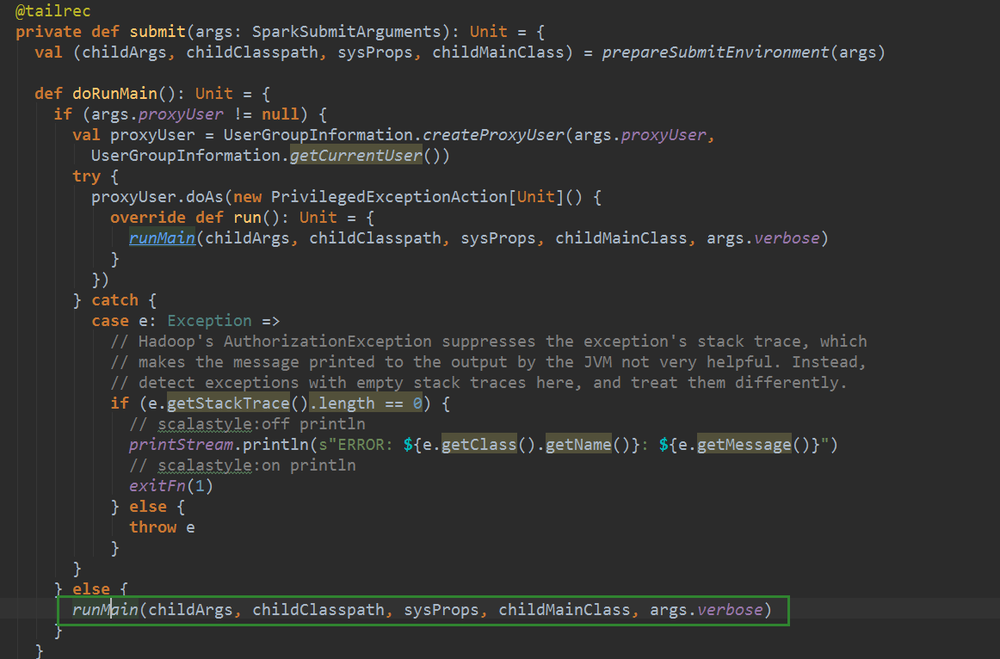 @tailrec
private def submit(args: SparkSubmitArguments): Unit = {
  val (childArgs, childClasspath, sysProps, childMainClass) = prepareSubmitEnvironment(args)

  def doRunMain(): Unit = {
    if (args.proxyUser != null) {
      val proxyUser = UserGroupInformation.createProxyUser(args.proxyUser,
        UserGroupInformation.getCurrentUser())
      try {
        proxyUser.doAs(new PrivilegedExceptionAction[Unit]() {
          override def run(): Unit = {
            runMain(childArgs, childClasspath, sysProps, childMainClass, args.verbose)
          }
        })
      } catch {
        case e: Exception =>
          // Hadoop's AuthorizationException suppresses the exception's stack trace, which
          // makes the message printed to the output by the JVM not very helpful. Instead,
          // detect exceptions with empty stack traces here, and treat them differently.
          if (e.getStackTrace().length == 0) {
            // scalastyle:off println
            printStream.println(s"ERROR: ${e.getClass().getName()}: ${e.getMessage()}")
            // scalastyle:on println
            exitFn(1)
          } else {
            throw e
          }
      }
    } else {
      runMain(childArgs, childClasspath, sysProps, childMainClass, args.verbose)
    }
  }